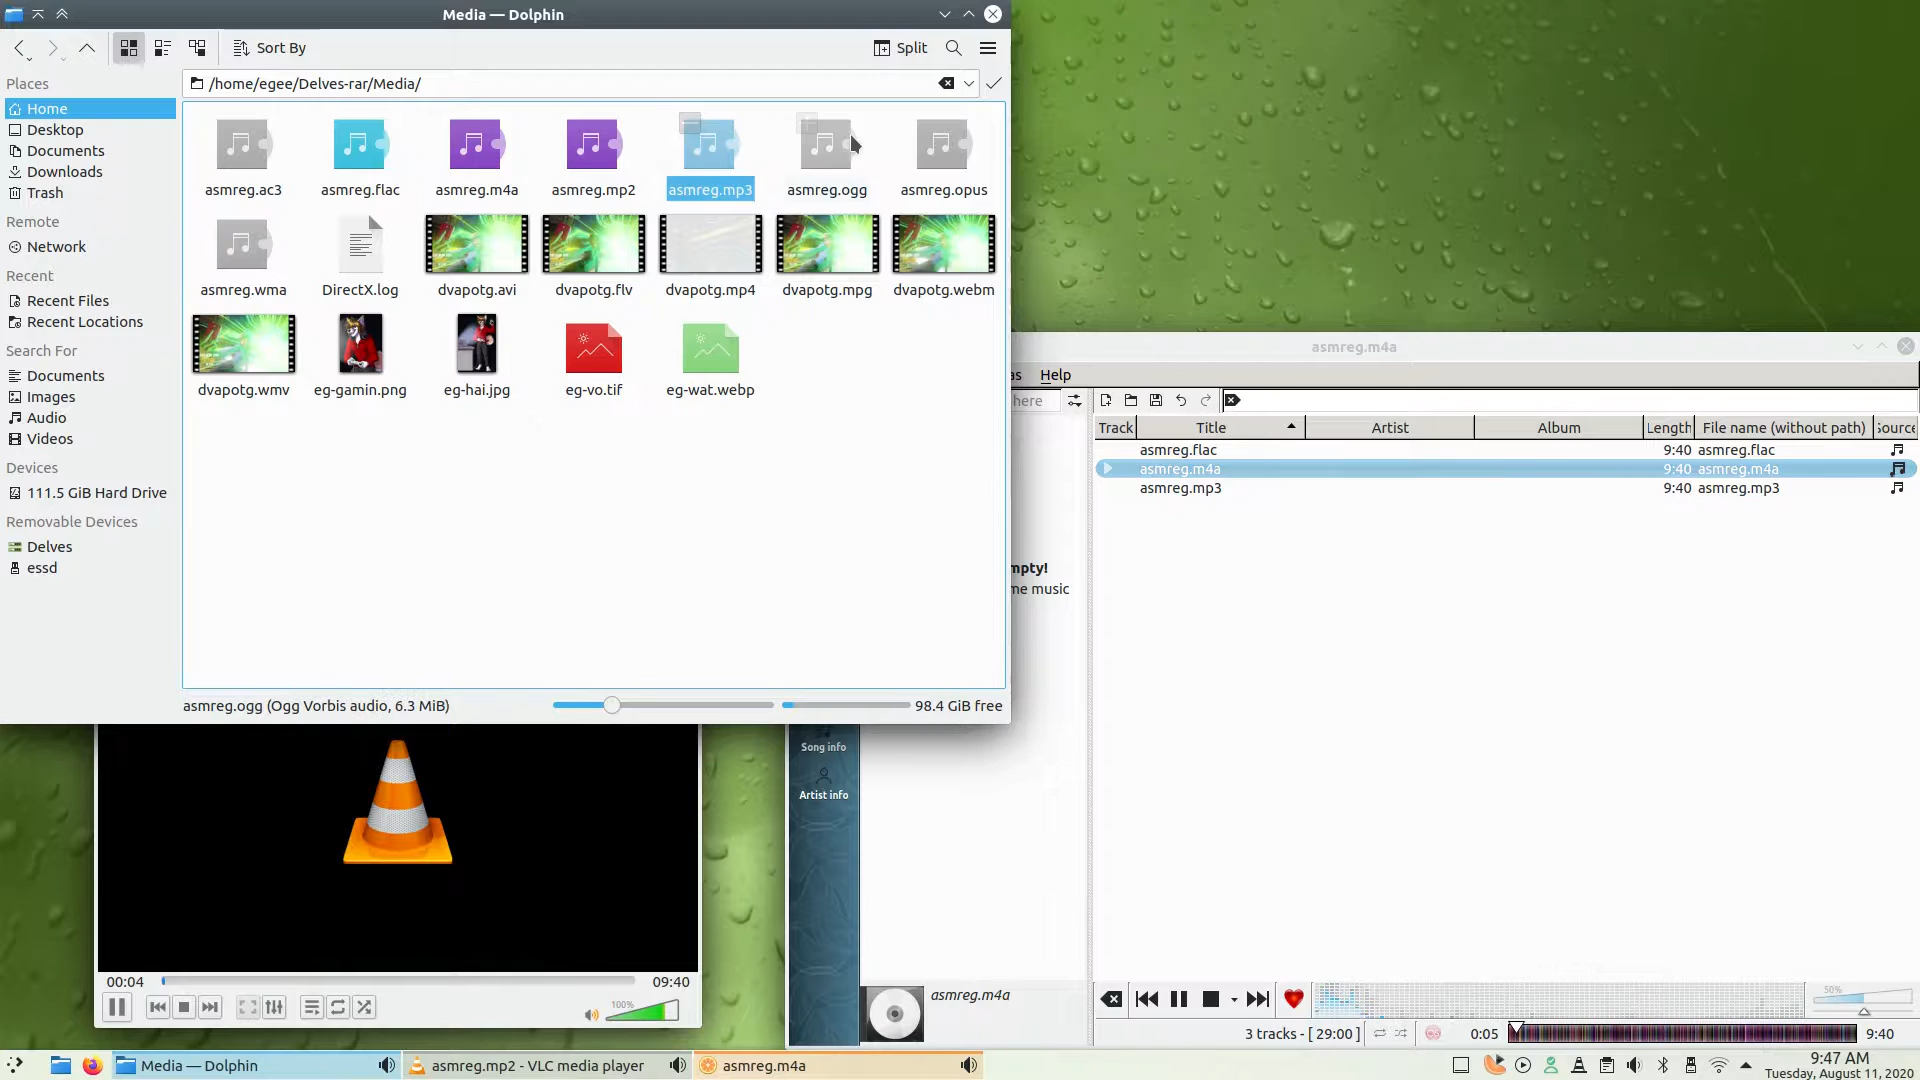 Media — Dolphin
Sort By
Split
Places
/home/egee/Delves-rar/Media/
Home
Desktop
Documents
Downloads
Trash
Remote
Network
Recent
Recent Files
Recent Locations
Search For
Documents
Images
Audio
Videos
Devices
111.5 GiB Hard Drive
Removable Devices
Delves
essd
asmreg.ac3
asmreg.flac
asmreg.m4a
asmreg.mp2
asmreg.mp3
asmreg.ogg
asmreg.opus
asmreg.wma
DirectX.log
dvapotg.avi
dvapotg.flv
dvapotg.mp4
dvapotg.mpg
dvapotg.webm
dvapotg.wmv
eg-gamin.png
eg-hai.jpg
eg-vo.tif
eg-wat.webp
asmreg.ogg (Ogg Vorbis audio, 6.3 MiB)
98.4 GiB free
asmreg.m4a
as Help
here
Track Title Artist Album Length File name (without path) Source
asmreg.flac 9:40 asmreg.flac
asmreg.m4a 9:40 asmreg.m4a
asmreg.mp3 9:40 asmreg.mp3
mpty!
me music
Song info
Artist info
asmreg.m4a
50%
3 tracks - [ 29:00 ]
0:05
9:40
00:04
09:40
100%
Media — Dolphin
asmreg.mp2 - VLC media player
asmreg.m4a
9:47 AM
Tuesday, August 11, 2020